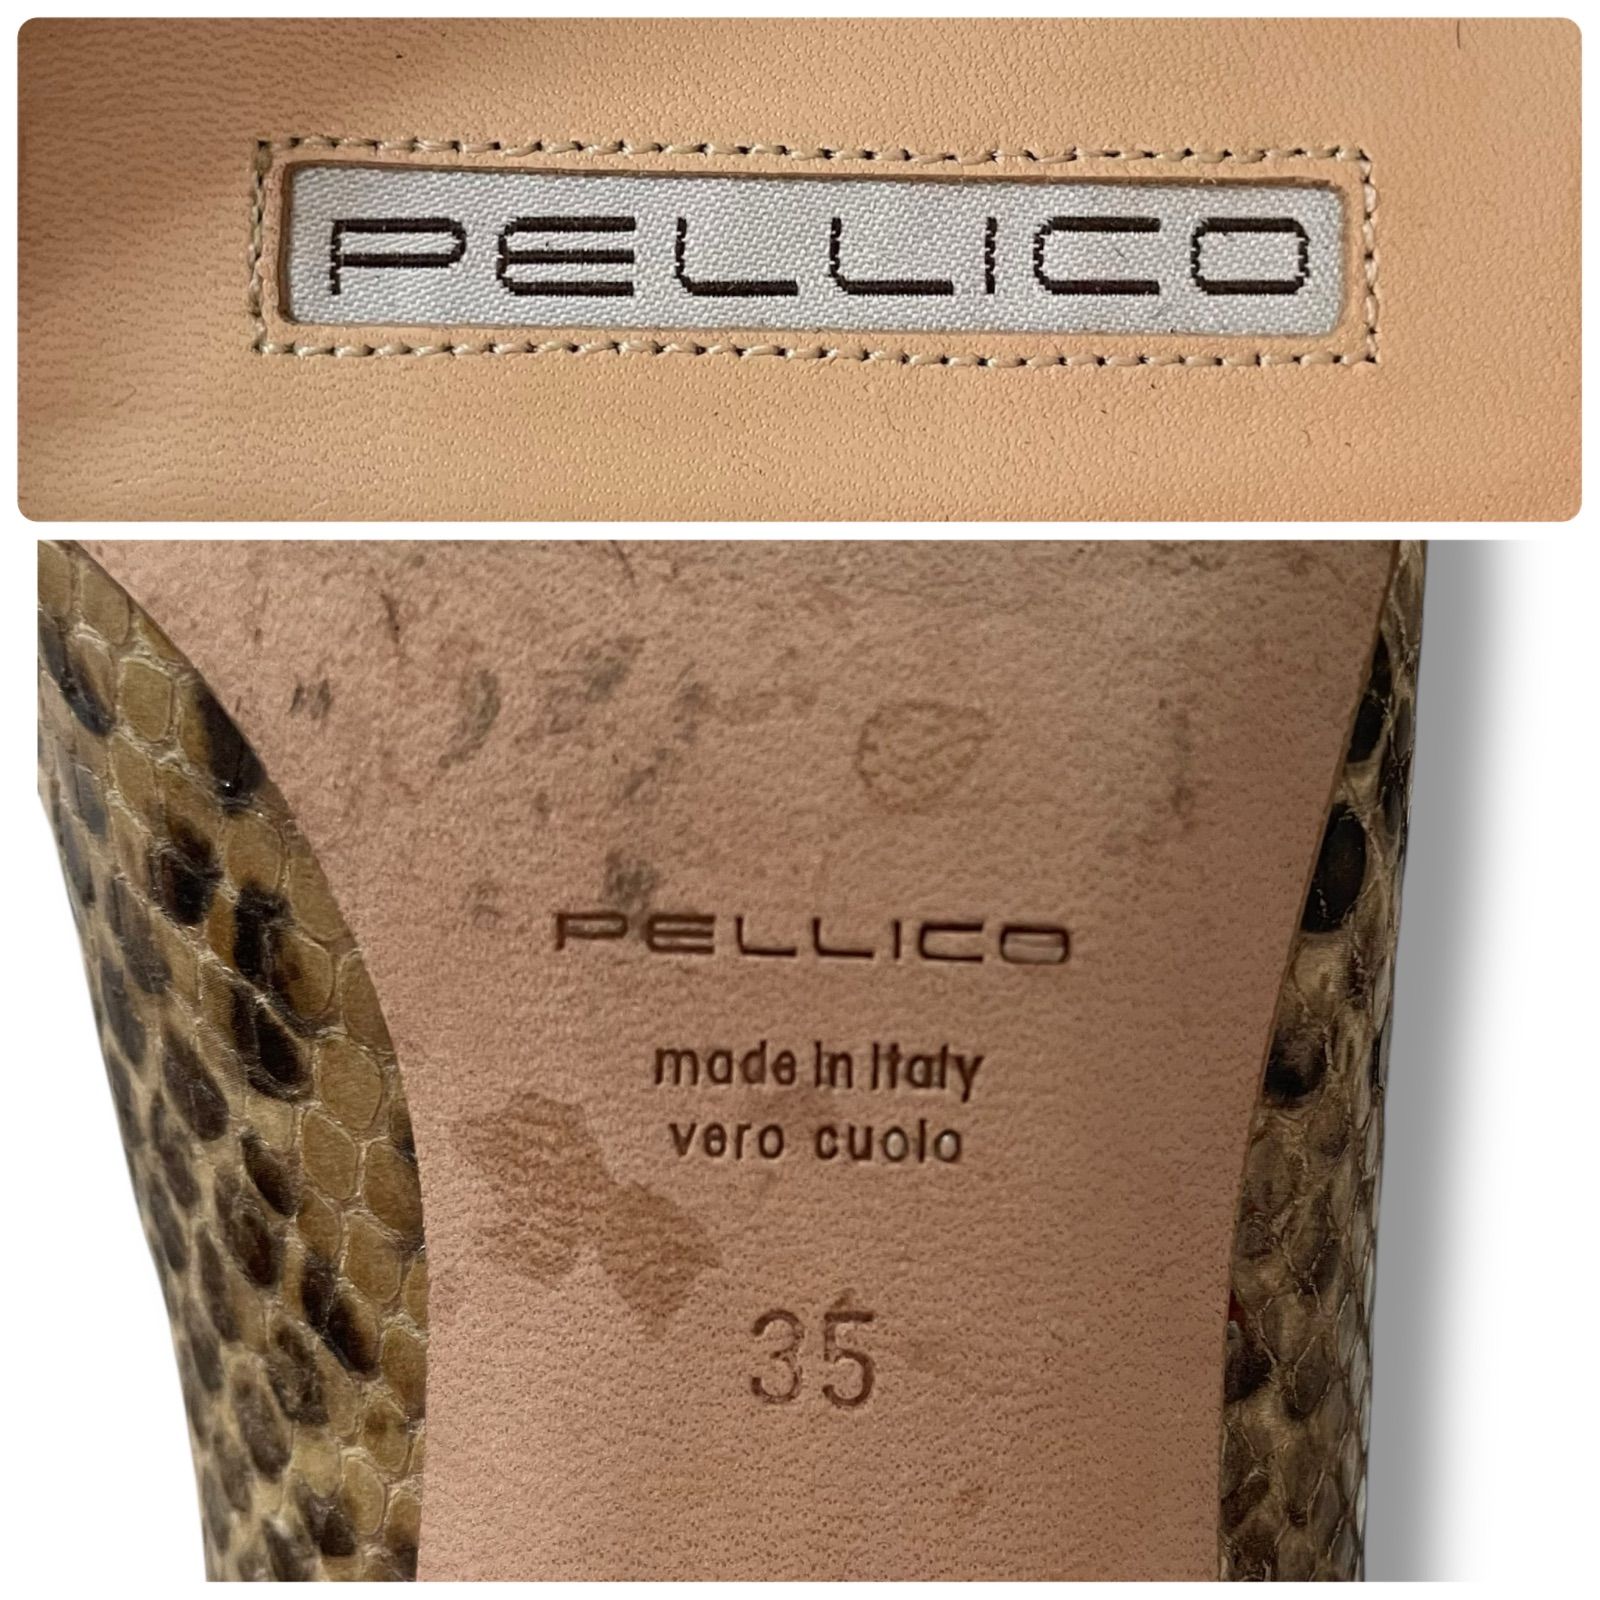 PELLICO
PELLICO
made in Italy
vero cuoio
35